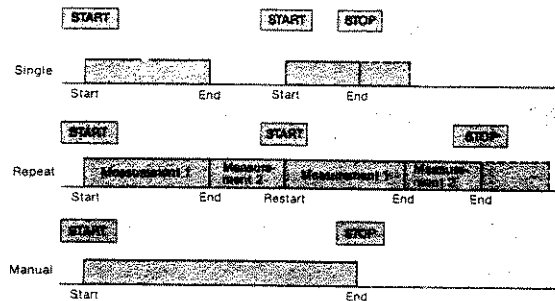 START START STOP
Single
Start End Start End
START START STOP
Repeat Measurement 1 Measure- ment 2 Measurement 1 Measure- ment 2
Start End Restart End End
START STOP
Manual
Start End